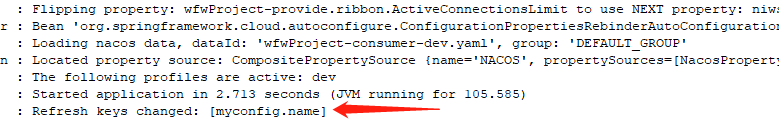 : Flipping property: wfwProject-provide.ribbon.ActiveConnectionsLimit to use NEXT property: niws
r : Bean 'org.springframework.cloud.autoconfigure.ConfigurationPropertiesRebinderAutoConfigurati
: Loading nacos data, dataId: 'wfwProject-consumer-dev.yaml', group: 'DEFAULT_GROUP'
n : Located property source: CompositePropertySource {name='NACOS', propertySources=[NacosProperty
: The following profiles are active: dev
: Started application in 2.713 seconds (JVM running for 105.585)
: Refresh keys changed: [myconfig.name]